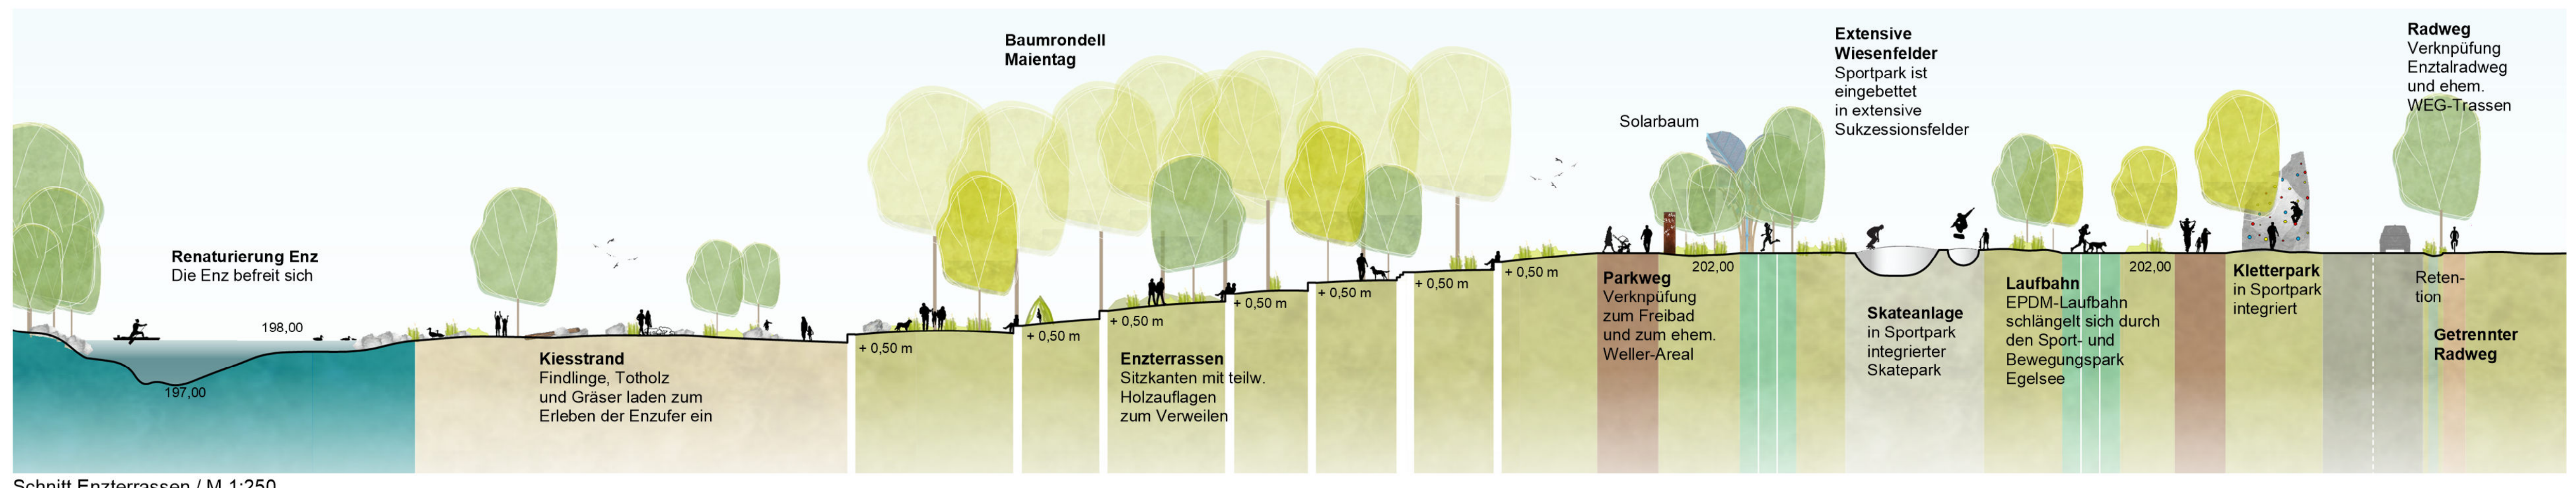 Renaturierung Enz
Die Enz befreit sich
198,00
197,00
Kiesstrand
Findlinge, Totholz
und Gräser laden zum
Erleben der Enzufer ein
Baumrondell
Maientag
+ 0,50 m
+ 0,50 m
+ 0,50 m
+ 0,50 m
+ 0,50 m
+ 0,50 m
+ 0,50 m
Enzterrassen
Sitzkanten mit teilw.
Holzauflagen
zum Verweilen
Solarbaum
Parkweg
Verknpüfung
zum Freibad
und zum ehem.
Weller-Areal
202,00
Extensive
Wiesenfelder
Sportpark ist
eingebettet
in extensive
Sukzessionsfelder
Skateanlage
in Sportpark
integrierter
Skatepark
Laufbahn
EPDM-Laufbahn
schlängelt sich durch
den Sport- und
Bewegungspark
Egelsee
202,00
Kletterpark
in Sportpark
integriert
Radweg
Verknpüfung
Enztalradweg
und ehem.
WEG-Trassen
Reten-
tion
Getrennter
Radweg
Schnitt Enzterrassen / M 1:250